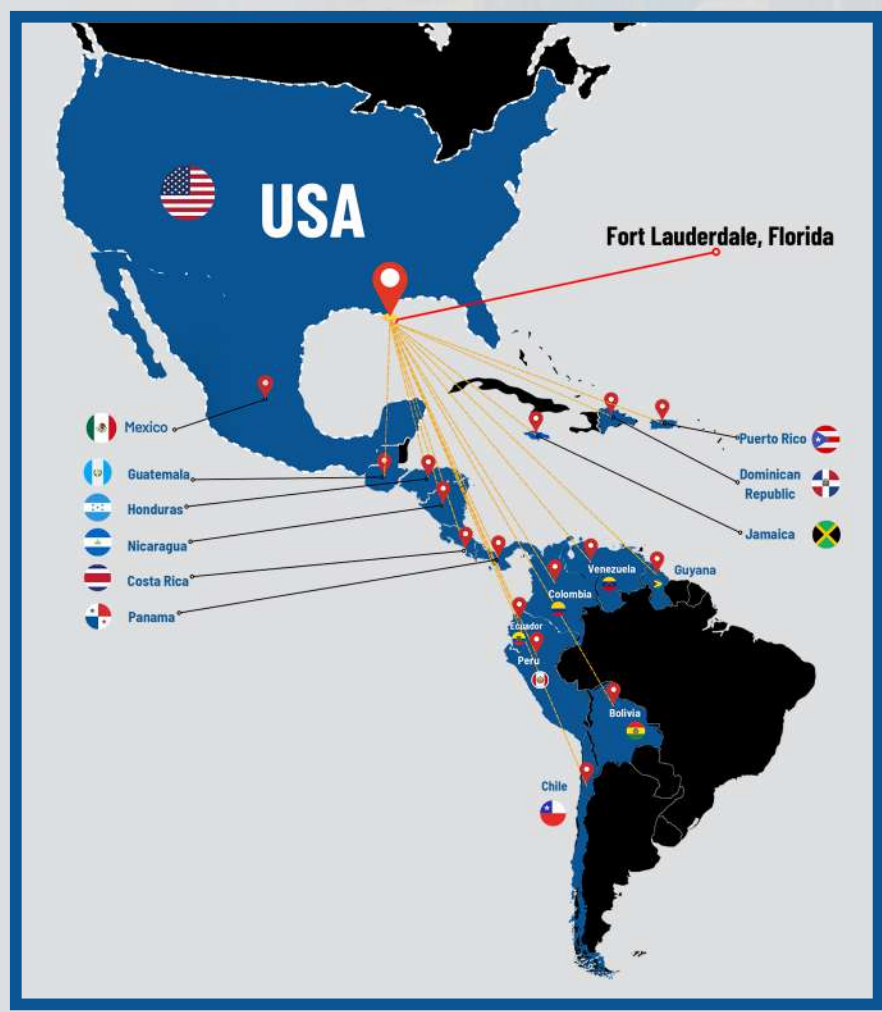 USA
Fort Lauderdale, Florida
Mexico
Guatemala
Honduras
Nicaragua
Costa Rica
Panama
Puerto Rico
Dominican
Republic
Jamaica
Venezuela
Guyana
Colombia
Ecuador
Peru
Bolivia
Chile